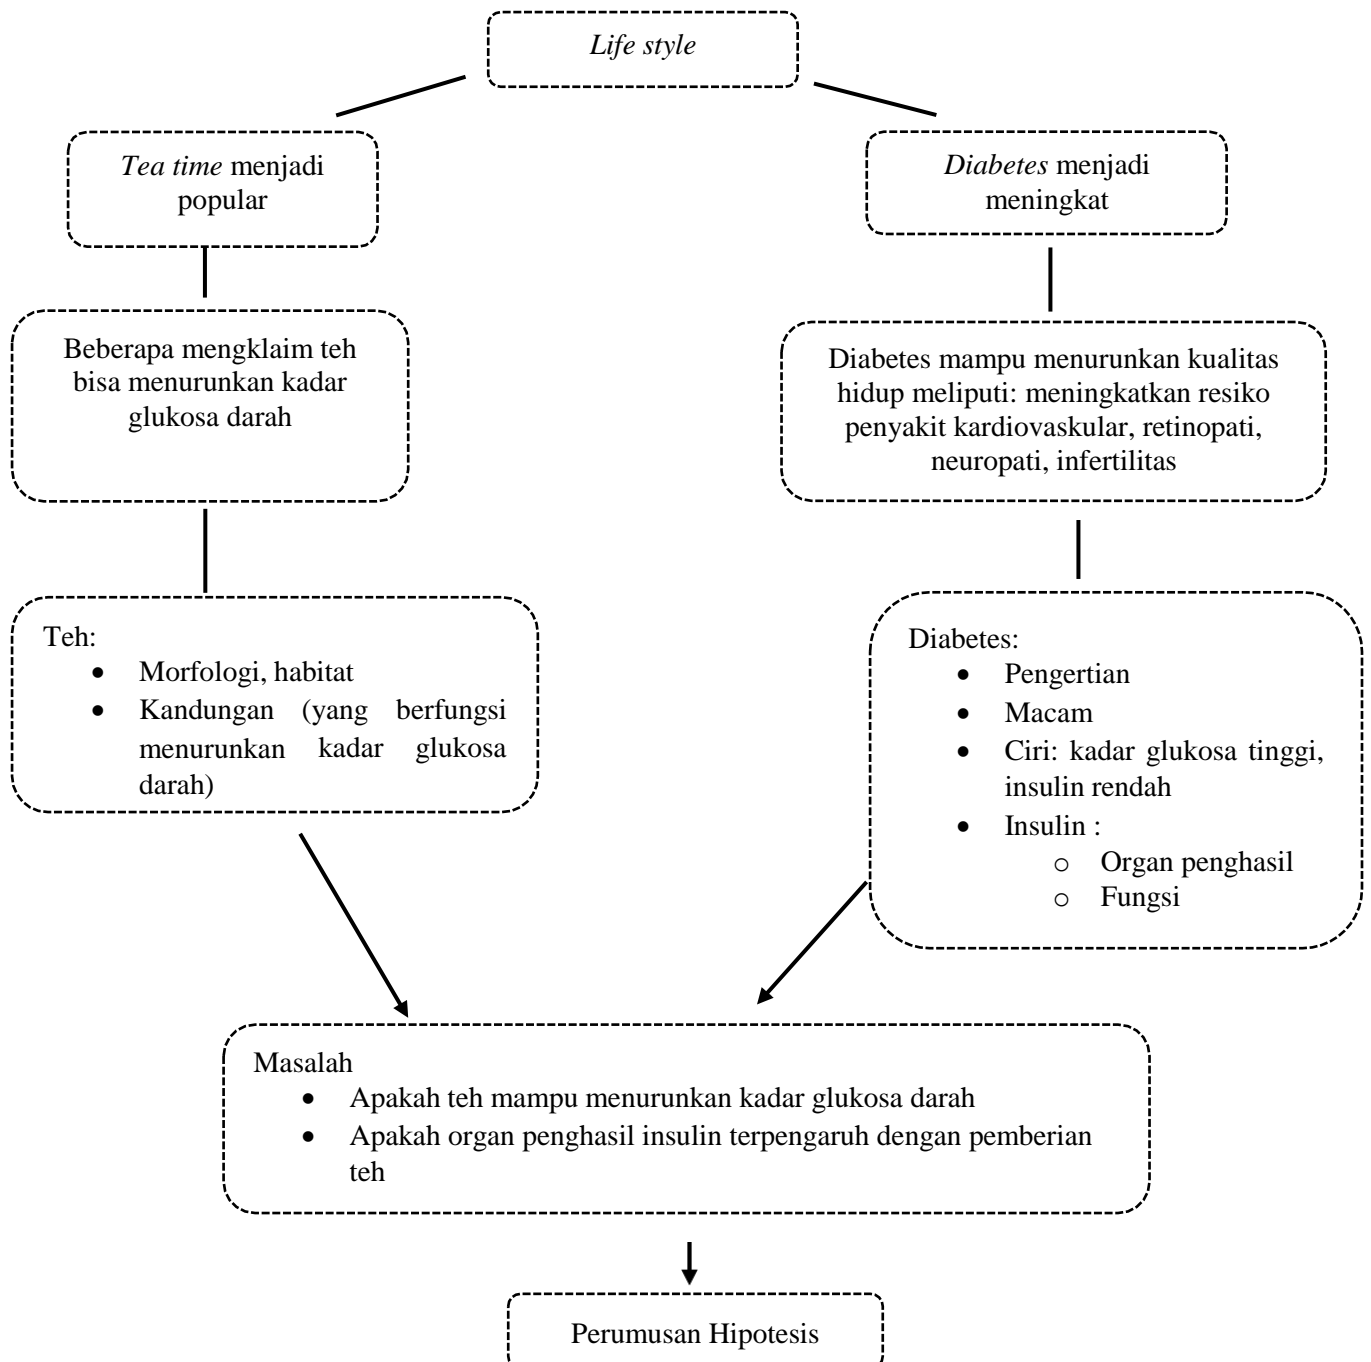 Life style
Tea time menjadi
popular
Diabetes menjadi
meningkat
Beberapa mengklaim teh
bisa menurunkan kadar
glukosa darah
Diabetes mampu menurunkan kualitas
hidup meliputi: meningkatkan resiko
penyakit kardiovaskular, retinopati,
neuropati, infertilitas
Teh:
• Morfologi, habitat
• Kandungan (yang berfungsi
menurunkan kadar glukosa
darah)
Diabetes:
• Pengertian
• Macam
• Ciri: kadar glukosa tinggi,
insulin rendah
• Insulin :
o Organ penghasil
o Fungsi
Masalah
• Apakah teh mampu menurunkan kadar glukosa darah
• Apakah organ penghasil insulin terpengaruh dengan pemberian
teh
Perumusan Hipotesis